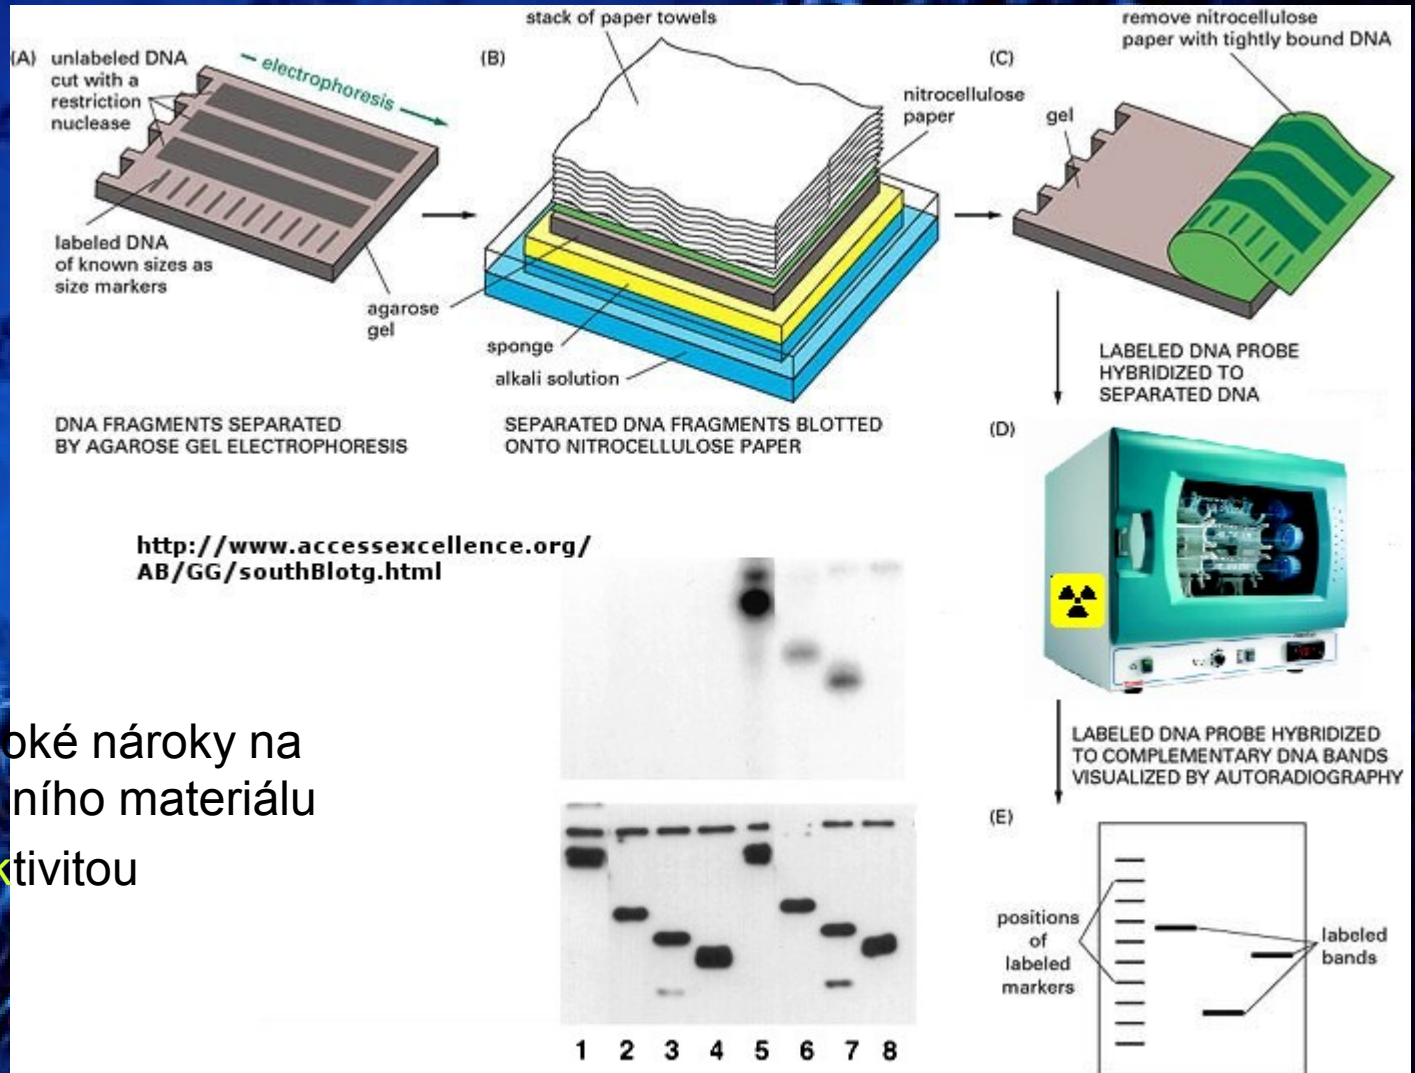 stack of paper towels
remove nitrocellulose
paper with tightly bound DNA
(A) unlabeled DNA
cut with a
restriction
nuclease
electrophoresis
(B)
nitrocellulose
paper
(C)
gel
labeled DNA
of known sizes as
size markers
agarose
gel
sponge
alkali solution
LABELED DNA PROBE
HYBRIDIZED TO
SEPARATED DNA
DNA FRAGMENTS SEPARATED
BY AGAROSE GEL ELECTROPHORESIS
SEPARATED DNA FRAGMENTS BLOTTED
ONTO NITROCELLULOSE PAPER
(D)
http://www.accessexcellence.org/
AB/GG/southBlotg.html
oké nároky na
ního materiálu
ktivitou
LABELED DNA PROBE HYBRIDIZED
TO COMPLEMENTARY DNA BANDS
VISUALIZED BY AUTORADIOGRAPHY
(E)
positions
of
labeled
markers
labeled
bands
1 2 3 4 5 6 7 8